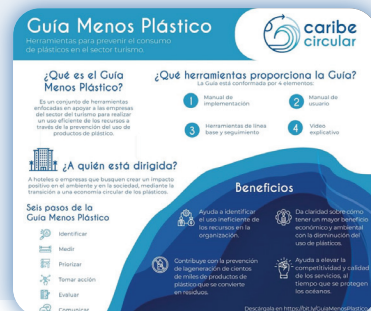 Guía Menos Plástico
Herramientas para prevenir el consumo
de plásticos en el sector turismo.
caribe
circular
¿Qué es el Guía
Menos Plástico?
Es un conjunto de herramientas
enfocadas en apoyar a las empresas
del sector del turismo para realizar
un uso eficiente de los recursos a
través de la prevención del uso de
productos de plástico.
¿Qué herramientas proporciona la Guía?
La Guía está conformada por 4 elementos:
1 Manual de
implementación
2 Manual de
usuario
3 Herramientas de línea
base y seguimiento
4 Video
explicativo
¿A quién está dirigida?
A hoteles o empresas que busquen crear un impacto
positivo en el ambiente y en la sociedad, mediante la
transición a una economía circular de los plásticos.
Seis pasos de la
Guía Menos Plástico
Identificar
Medir
Priorizar
Tomar acción
Evaluar
Comunicar
Beneficios
Ayuda a identificar
el uso ineficiente de
los recursos en la
organización.
Da claridad sobre cómo
tener un mayor beneficio
económico y ambiental
con la disminución del
uso de plásticos.
Contribuye con la prevención
de lageneración de cientos
de miles de productos de
plástico que se convierte
en residuos.
Ayuda a elevar la
competitividad y calidad
de los servicios, al
tiempo que se protegen
los océanos.
Descárgala en https://bit.ly/GuiaMenosPlastico